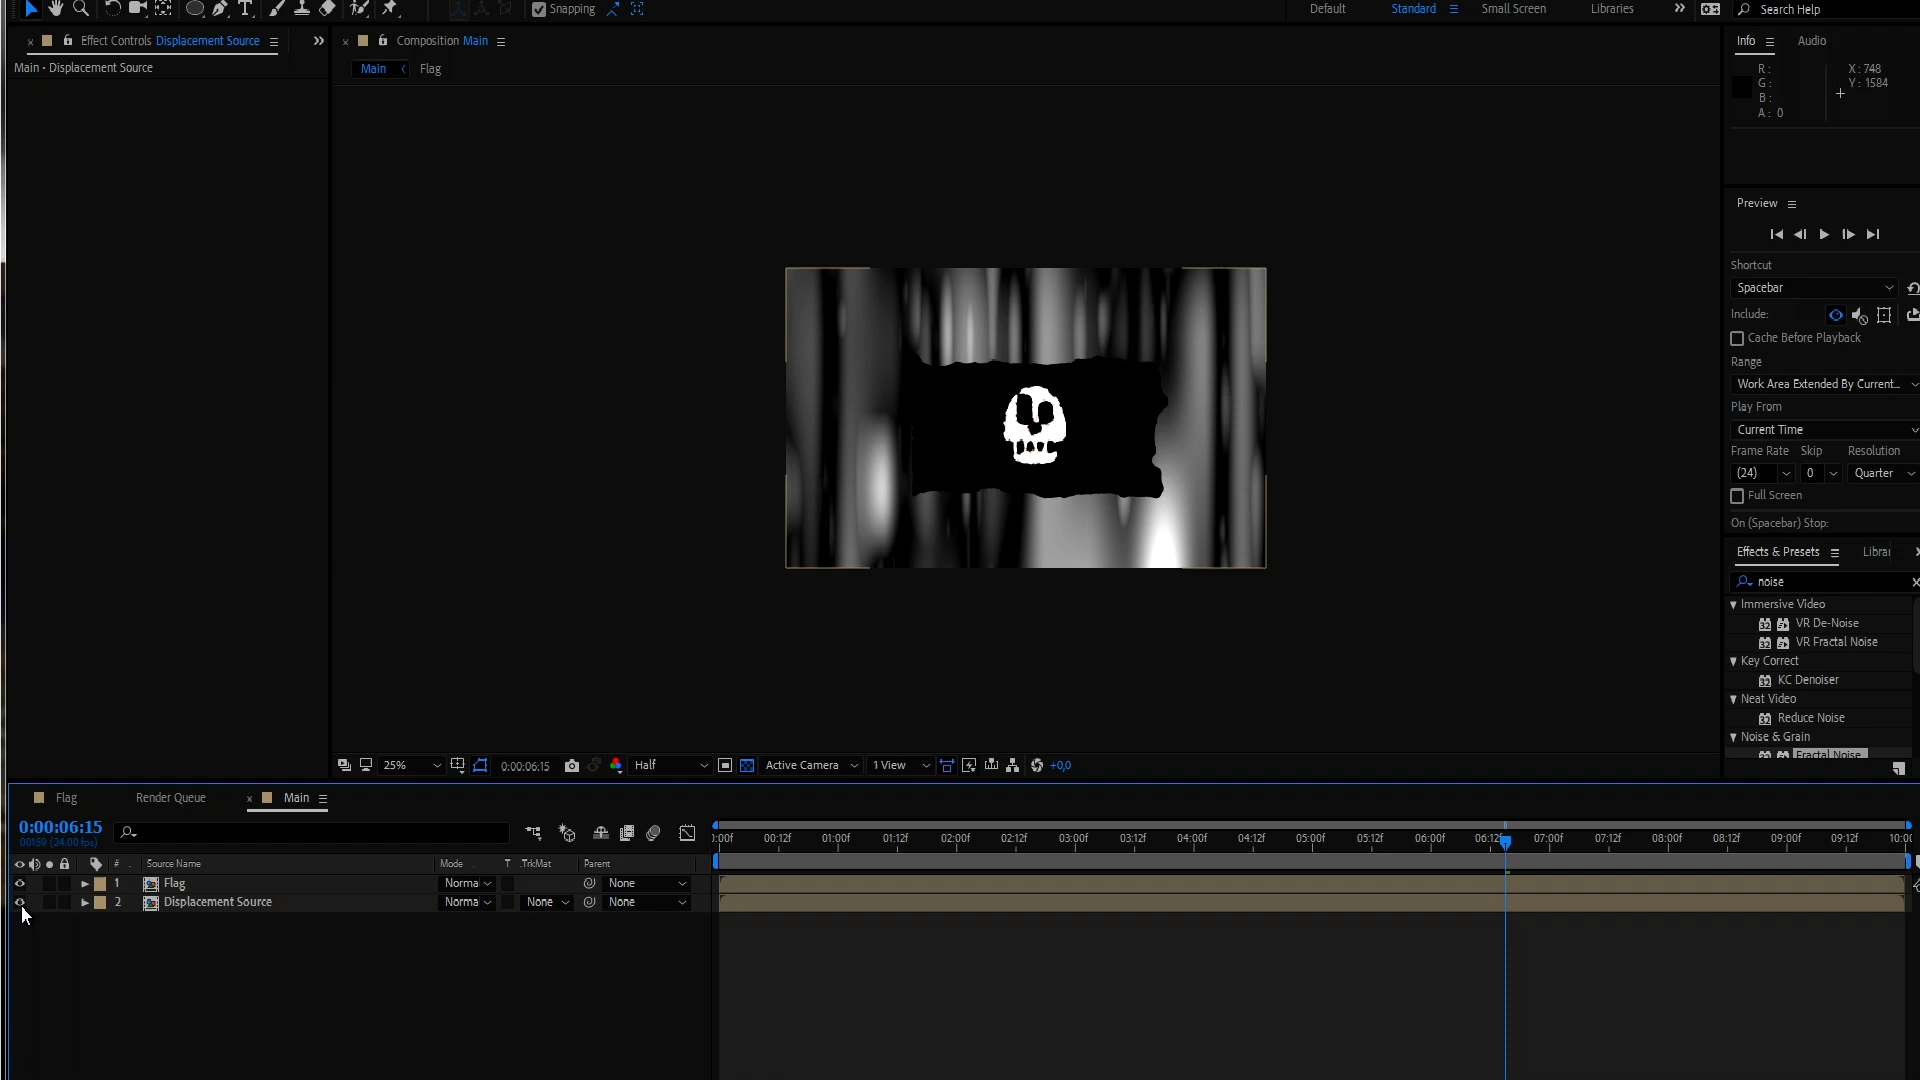 Snapping
Default
Standard
Small Screen
Libraries
Search Help
Effect Controls Displacement Source
Composition Main
Info
Audio
Main • Displacement Source
Main
Flag
R :
G :
B :
A : 0
X : 748
Y : 1584
Preview
Shortcut
Spacebar
Include:
Cache Before Playback
Range
Work Area Extended By Current...
Play From
Current Time
Frame Rate Skip Resolution
(24) 0 Quarter
Full Screen
On (Spacebar) Stop:
Effects & Presets
noise
Immersive Video
VR De-Noise
VR Fractal Noise
Key Correct
KC Denoiser
Neat Video
Reduce Noise
Noise & Grain
Fractal Noise
25%
0:00:06:15
Half
Active Camera
1 View
+0,0
Flag
Render Queue
Main
0:00:06:15
00159 (24.00 fps)
:00f 00:12f 01:00f 01:12f 02:00f 02:12f 03:00f 03:12f 04:00f 04:12f 05:00f 05:12f 06:00f 06:12f 07:00f 07:12f 08:00f 08:12f 09:00f 09:12f
# Source Name Mode T .TrkMat Parent
1 Flag Norma None
2 Displacement Source Norma None None